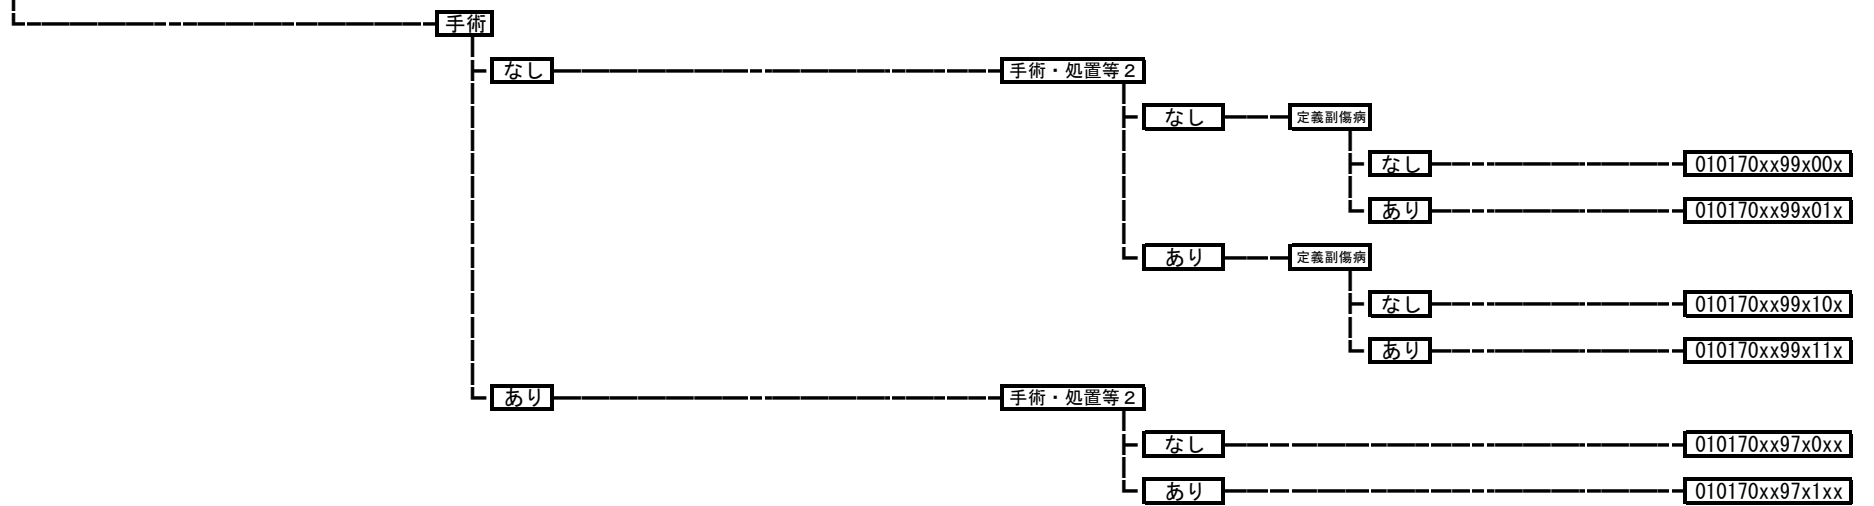 手術
なし
手術・処置等２
なし
定義副傷病
なし
010170xx99x00x
あり
010170xx99x01x
あり
定義副傷病
なし
010170xx99x10x
あり
010170xx99x11x
あり
手術・処置等２
なし
010170xx97x0xx
あり
010170xx97x1xx